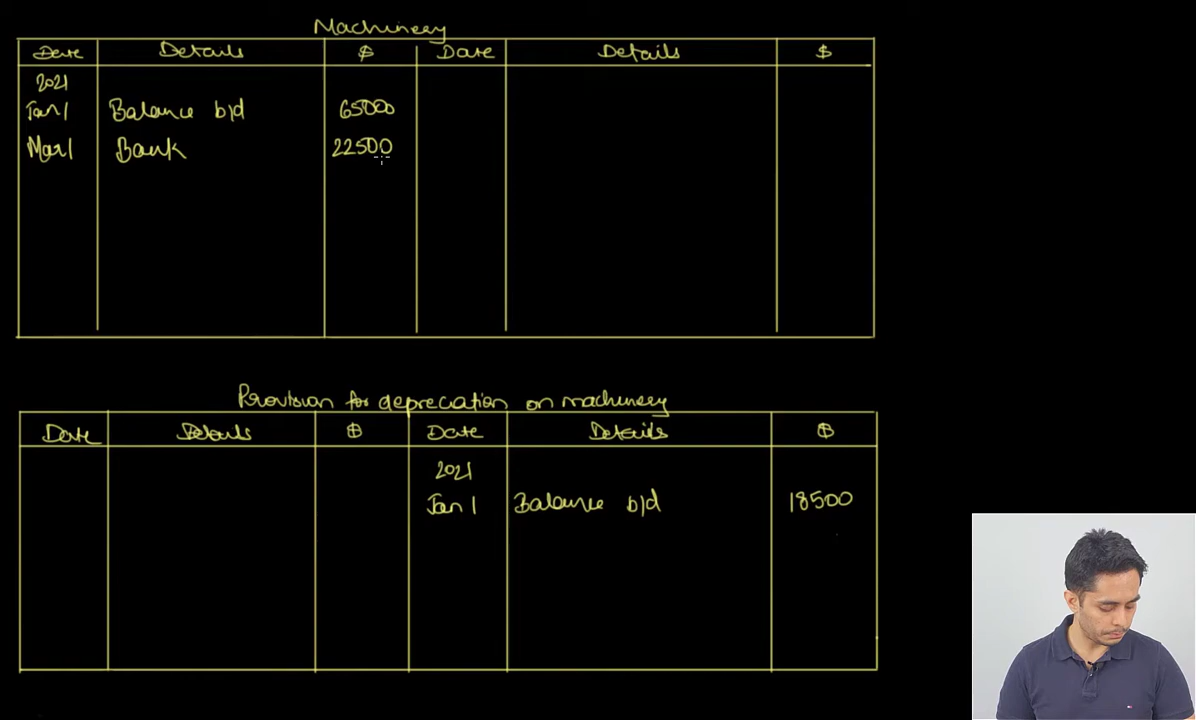 Machinery
Date Details $ Date Details $
2021
Jan 1 Balance b/d 65000
Mar 1 Bank 22500
Provision for depreciation on machinery
Date Details $ Date Details $
2021
Jan 1 Balance b/d 18500